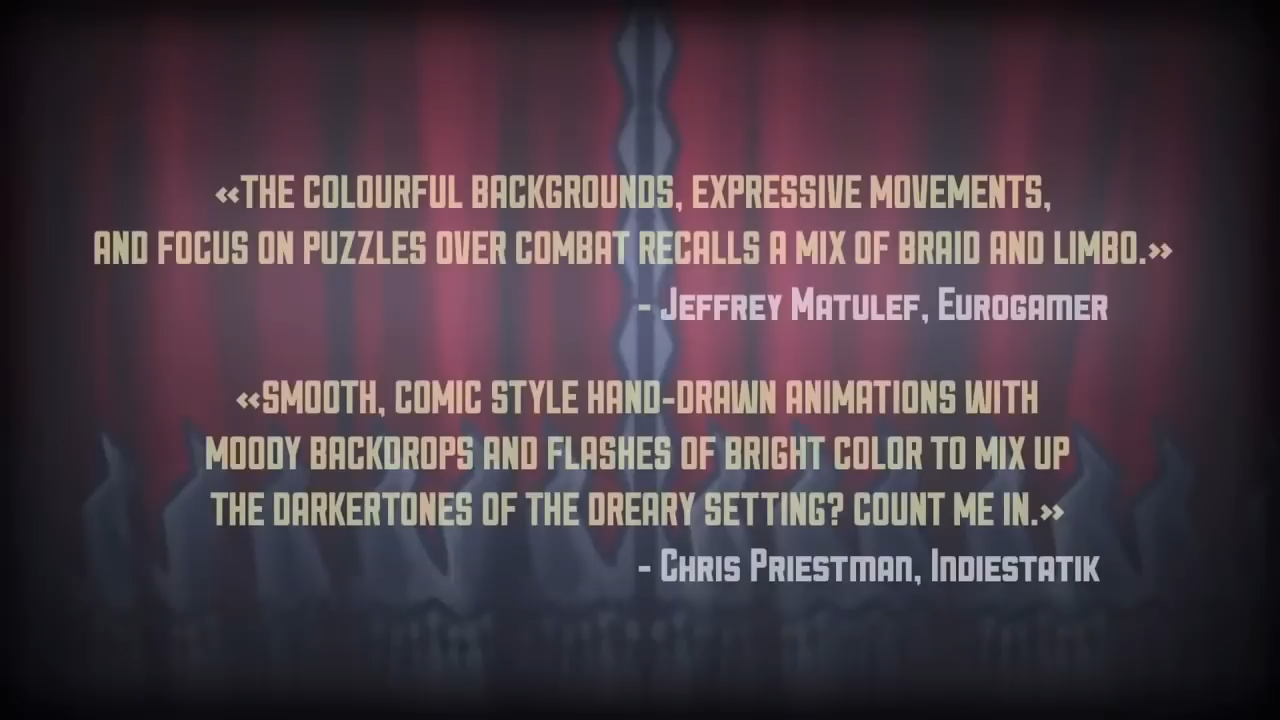 «THE COLOURFUL BACKGROUNDS, EXPRESSIVE MOVEMENTS,
AND FOCUS ON PUZZLES OVER COMBAT RECALLS A MIX OF BRAID AND LIMBO.»
- JEFFREY MATULEF, EUROGAMER
«SMOOTH, COMIC STYLE HAND-DRAWN ANIMATIONS WITH
MOODY BACKDROPS AND FLASHES OF BRIGHT COLOR TO MIX UP
THE DARKERTONES OF THE DREARY SETTING? COUNT ME IN.»
- CHRIS PRIESTMAN, INDIESTATIK